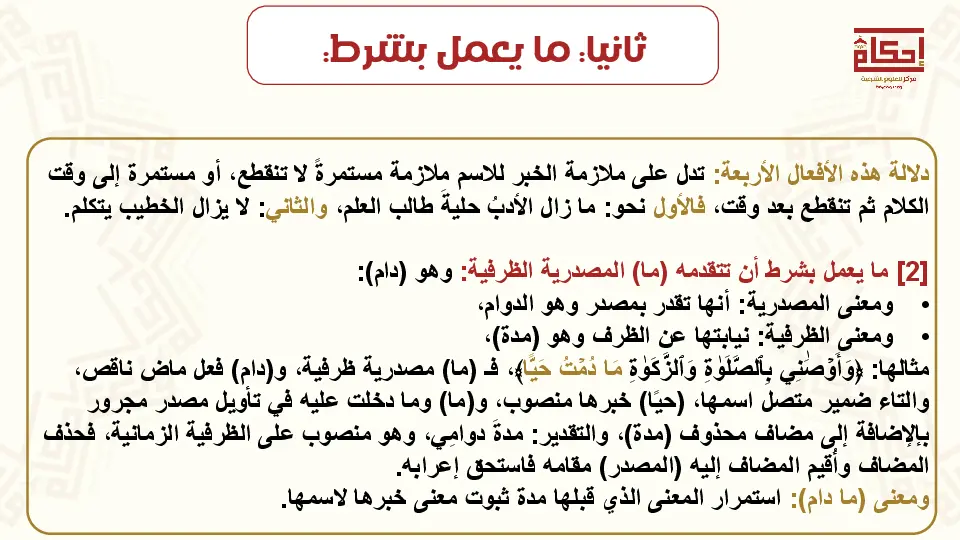 ثانيا: ما يعمل بشرط:
إحكام
مركز للعلوم الشرعية
دلالة هذه الأفعال الأربعة: تدل على ملازمة الخبر للاسم ملازمة مستمرةً لا تنقطع، أو مستمرة إلى وقت
الكلام ثم تنقطع بعد وقت، فالأول نحو: ما زال الأدبُ حليةَ طالب العلم، والثاني: لا يزال الخطيب يتكلم.
[2] ما يعمل بشرط أن تتقدمه (ما) المصدرية الظرفية: وهو (دام):
• ومعنى المصدرية: أنها تقدر بمصدر وهو الدوام،
• ومعنى الظرفية: نيابتها عن الظرف وهو (مدة)،
مثالها: ﴿وَأَوۡصَٰنِي بِٱلصَّلَوٰةِ وَٱلزَّكَوٰةِ مَا دُمۡتُ حَيّٗا﴾، فـ (ما) مصدرية ظرفية، و(دام) فعل ماض ناقص،
والتاء ضمير متصل اسمها، (حيًا) خبرها منصوب، و(ما) وما دخلت عليه في تأويل مصدر مجرور
بالإضافة إلى مضاف محذوف (مدة)، والتقدير: مدةَ دوامِي، وهو منصوب على الظرفية الزمانية، فحذف
المضاف وأُقيم المضاف إليه (المصدر) مقامه فاستحق إعرابه.
ومعنى (ما دام): استمرار المعنى الذي قبلها مدة ثبوت معنى خبرها لاسمها.